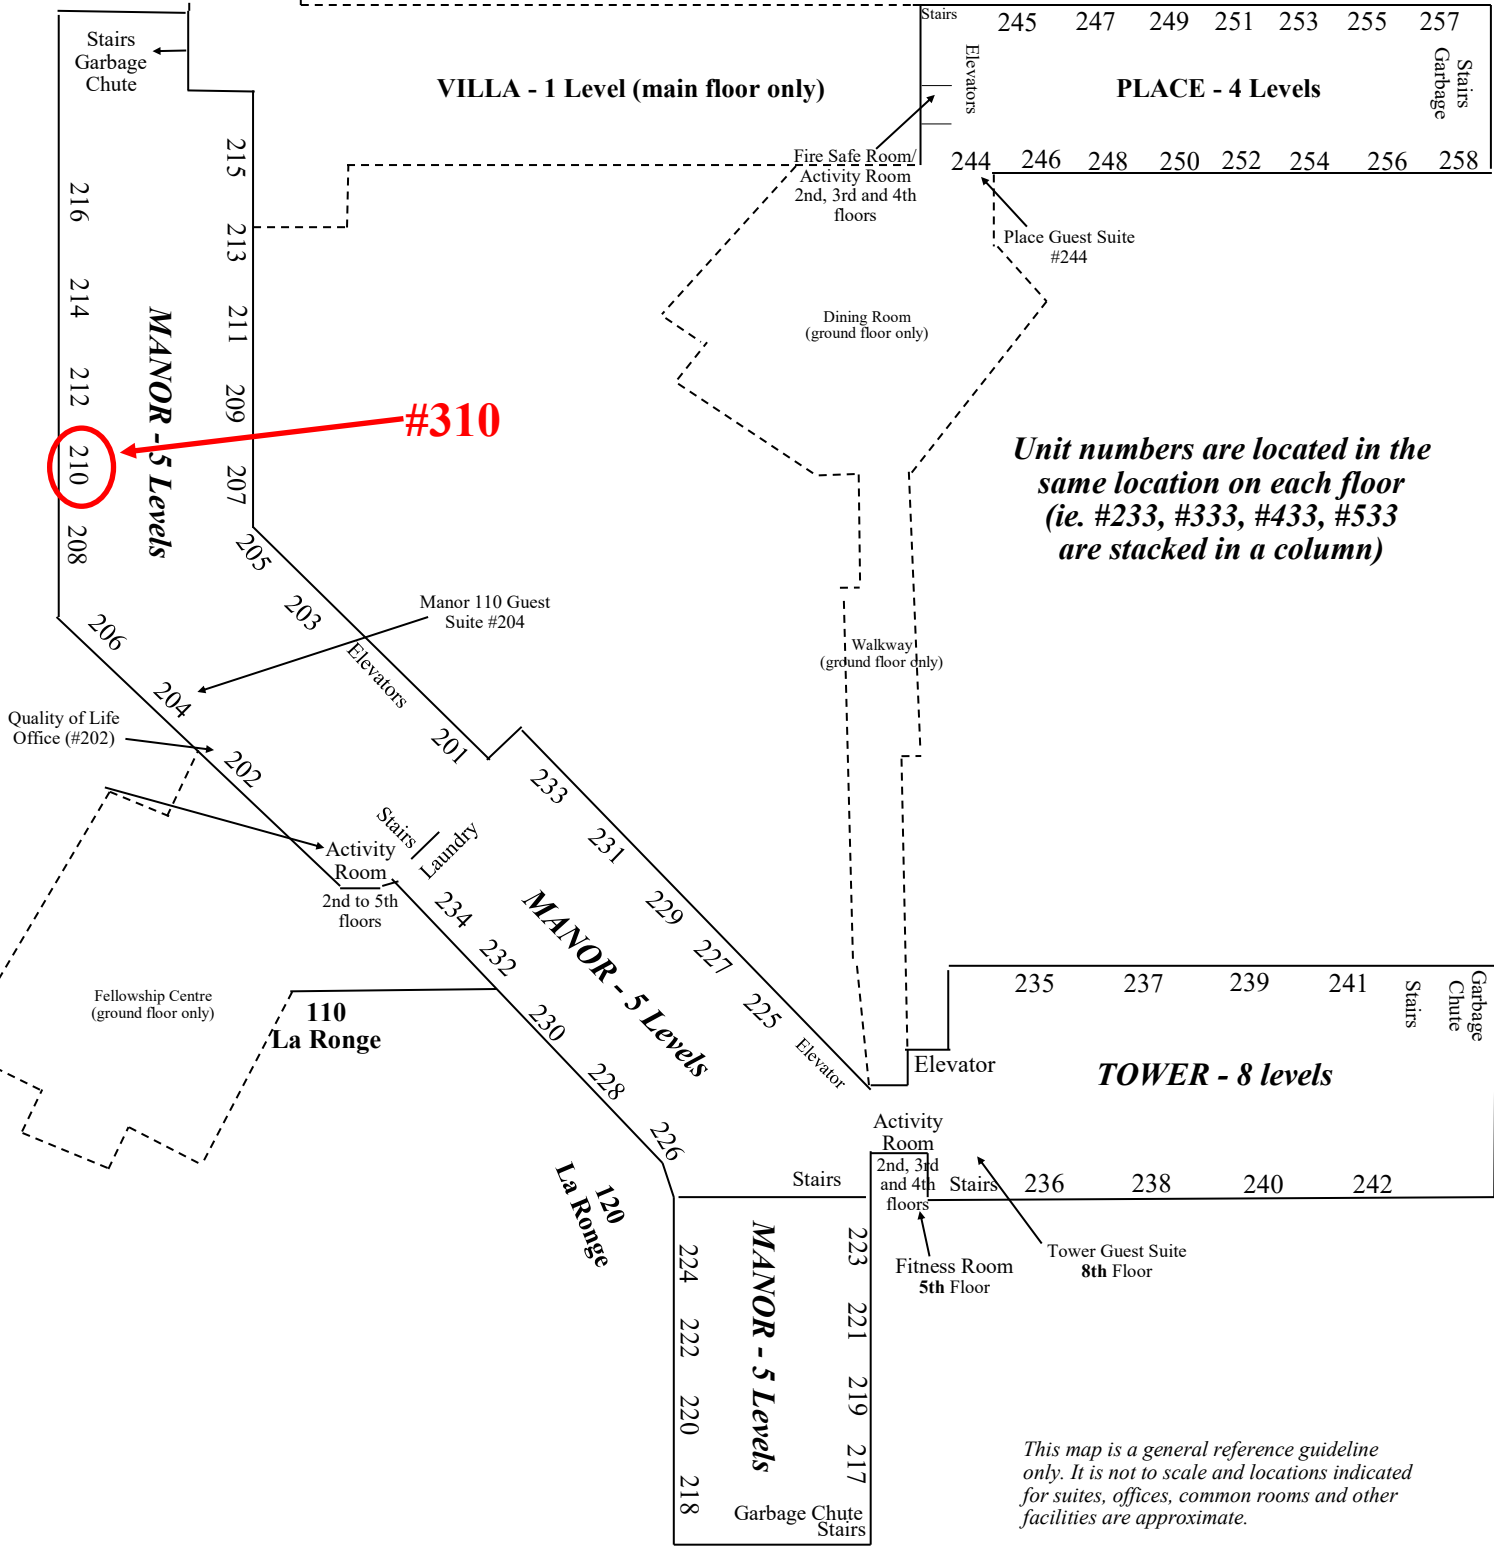 Stairs
Garbage
Chute
VILLA - 1 Level (main floor only)
Stairs
Elevators
245 247 249 251 253 255 257
PLACE - 4 Levels
Stairs
Garbage
244 246 248 250 252 254 256 258
Fire Safe Room/
Activity Room
2nd, 3rd and 4th
floors
Place Guest Suite
#244
Dining Room
(ground floor only)
215
213
211
209
207
216
214
212
210
208
MANOR - 5 Levels
#310
Unit numbers are located in the
same location on each floor
(ie. #233, #333, #433, #533
are stacked in a column)
205
203
Elevators
201
206
204
202
Manor 110 Guest
Suite #204
Quality of Life
Office (#202)
Walkway
(ground floor only)
Stairs
Laundry
Activity
Room
2nd to 5th
floors
233
231
229
227
225
Elevator
MANOR - 5 Levels
234
232
230
228
226
Fellowship Centre
(ground floor only)
110
La Ronge
120
La Ronge
235 237 239 241
Stairs
Garbage
Chute
Elevator
TOWER - 8 levels
Activity
Room
2nd, 3rd
and 4th
floors
Stairs
236 238 240 242
Fitness Room
5th Floor
Tower Guest Suite
8th Floor
Stairs
224
222
220
218
MANOR - 5 Levels
223
221
219
217
Garbage Chute
Stairs
This map is a general reference guideline
only. It is not to scale and locations indicated
for suites, offices, common rooms and other
facilities are approximate.